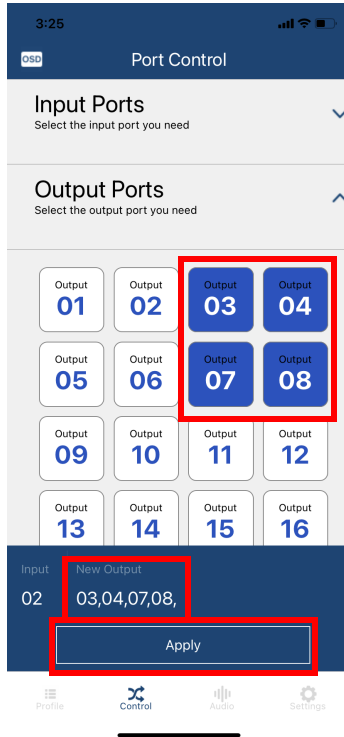 3:25
OSD
Port Control
Input Ports
Select the input port you need
Output Ports
Select the output port you need
Output Output Output Output
01 02 03 04
Output Output Output Output
05 06 07 08
Output Output Output Output
09 10 11 12
Output Output Output Output
13 14 15 16
Input New Output
02 03,04,07,08,
Apply
Profile Control Audio Settings